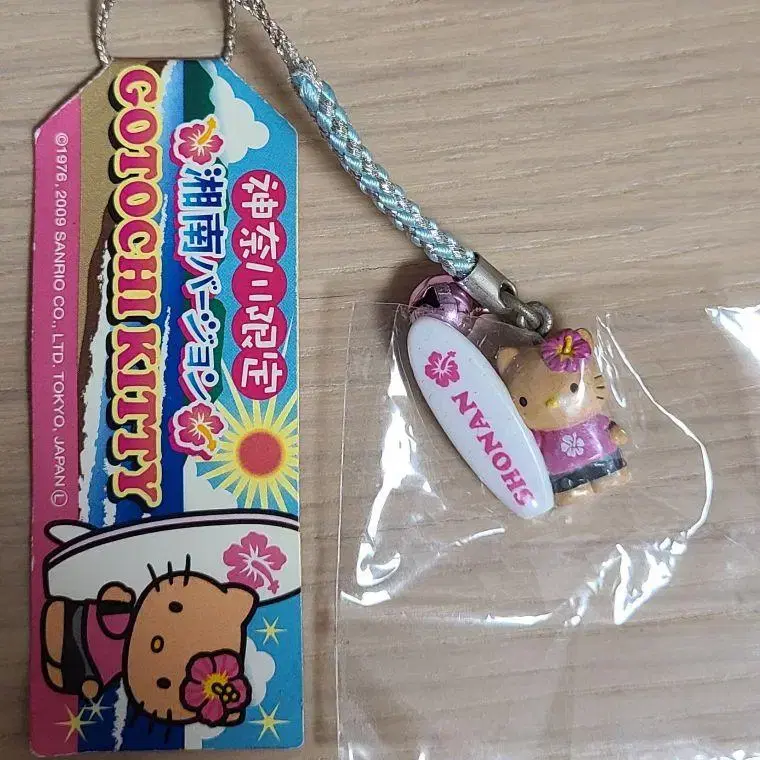 神奈川限定
湘南バージョン
GOTOCHI KITTY
©1976, 2009 SANRIO CO., LTD. TOKYO, JAPAN Ⓛ
SHONAN